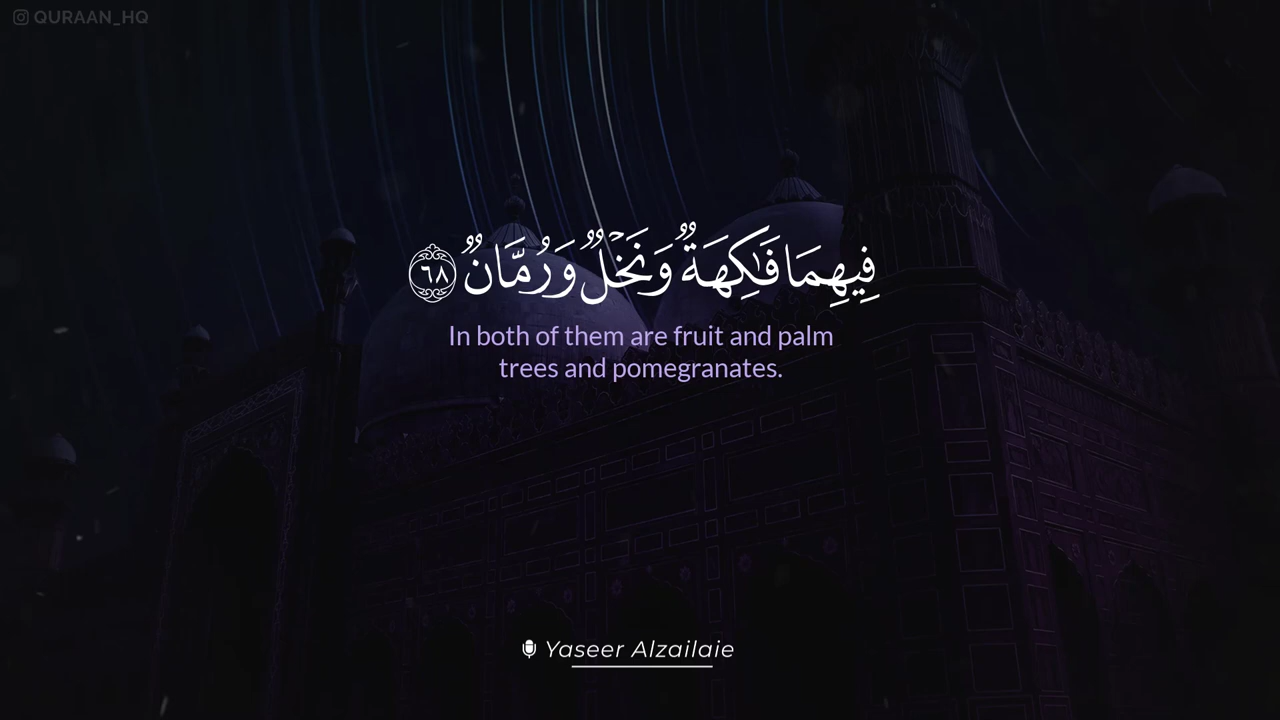 QURAAN_HQ
فِيهِمَا فَٰكِهَةٌ وَنَخْلٌ وَرُمَّانٌ ٦٨
In both of them are fruit and palm
trees and pomegranates.
Yaseer Alzailaie